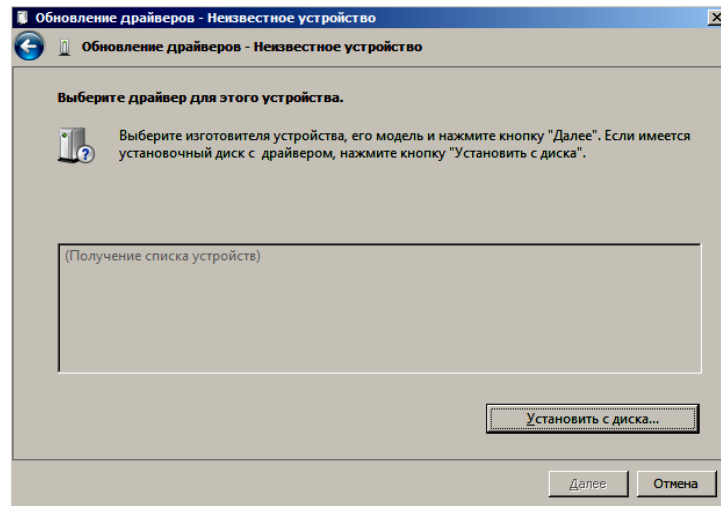 Обновление драйверов - Неизвестное устройство
Обновление драйверов - Неизвестное устройство
Выберите драйвер для этого устройства.
Выберите изготовителя устройства, его модель и нажмите кнопку "Далее". Если имеется
установочный диск с драйвером, нажмите кнопку "Установить с диска".
(Получение списка устройств)
Установить с диска...
Далее
Отмена